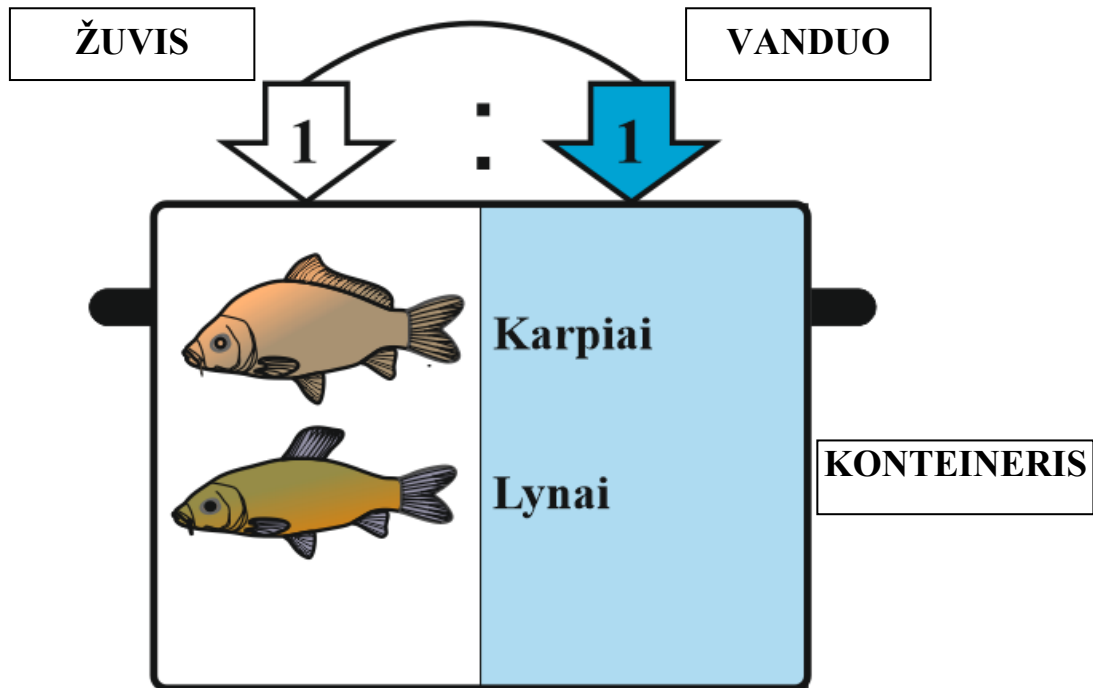 ŽUVIS
VANDUO
1 : 1
Karpiai
Lynai
KONTEINERIS